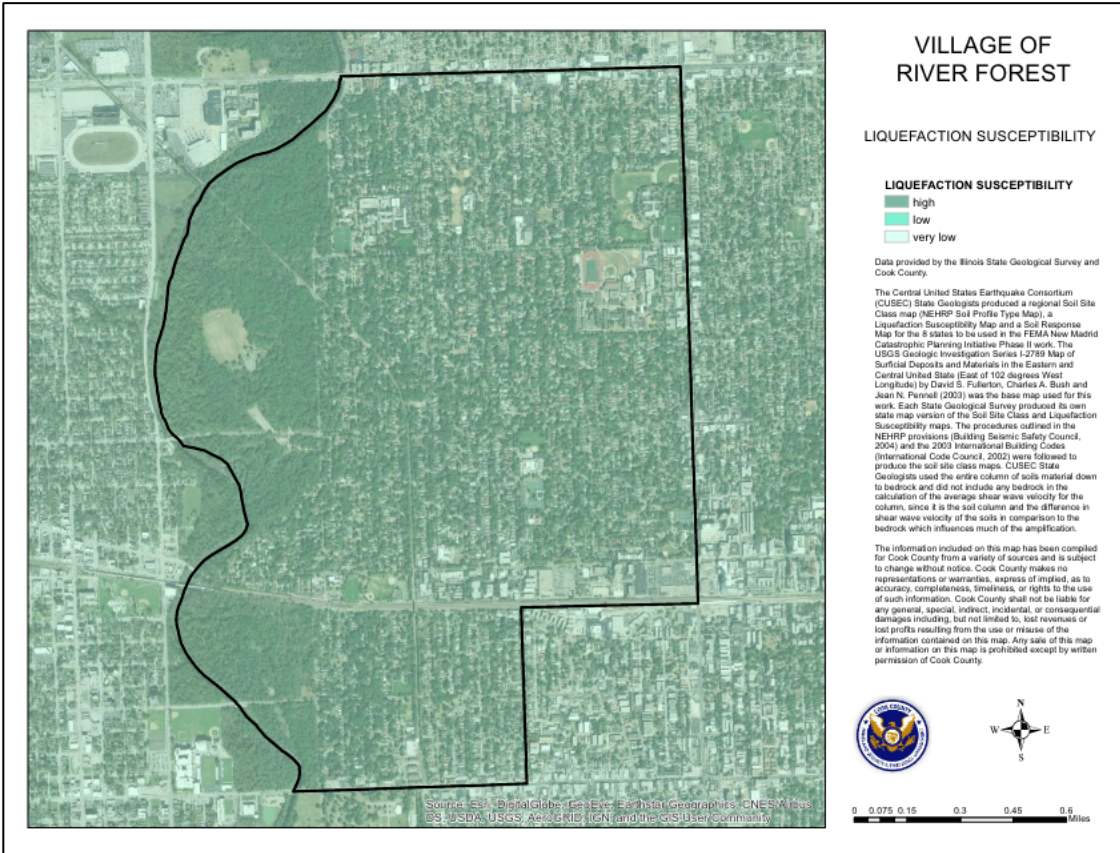 VILLAGE OF
RIVER FOREST
LIQUEFACTION SUSCEPTIBILITY
LIQUEFACTION SUSCEPTIBILITY
high
low
very low
Data provided by the Illinois State Geological Survey and
Cook County.
The Central United States Earthquake Consortium
(CUSEC) State Geologists produced a regional Soil Site
Class map (NEHRP Soil Profile Type Map), a
Liquefaction Susceptibility Map and a Soil Response
Map for the 8 states to be used in the FEMA New Madrid
Catastrophic Planning Initiative Phase II work. The
USGS Geologic Investigation Series I-2789 Map of
Surficial Deposits and Materials in the Eastern and
Central United State (East of 102 degrees West
Longitude) by David S. Fullerton, Charles A. Bush and
Jean N. Pennell (2003) was the base map used for this
work. Each State Geological Survey produced its own
state map version of the Soil Site Class and Liquefaction
Susceptibility maps. The procedures outlined in the
NEHRP provisions (Building Seismic Safety Council,
2004) and the 2003 International Building Codes
(International Code Council, 2002) were followed to
produce the soil site class maps. CUSEC State
Geologists used the entire column of soils material down
to bedrock and did not include any bedrock in the
calculation of the average shear wave velocity for the
column, since it is the soil column and the difference in
shear wave velocity of the soils in comparison to the
bedrock which influences much of the amplification.
The information included on this map has been compiled
for Cook County from a variety of sources and is subject
to change without notice. Cook County makes no
representations or warranties, express of implied, as to
accuracy, completeness, timeliness, or rights to the use
of such information. Cook County shall not be liable for
any general, special, indirect, incidental, or consequential
damages including, but not limited to, lost revenues or
lost profits resulting from the use or misuse of the
information contained on this map. Any sale of this map
or information on this map is prohibited except by written
permission of Cook County.
COOK COUNTY
N
W E
S
0 0.075 0.15 0.3 0.45 0.6
Miles
Source: Esri, DigitalGlobe, GeoEye, Earthstar Geographics, CNES/Airbus
DS, USDA, USGS, AeroGRID, IGN, and the GIS User Community